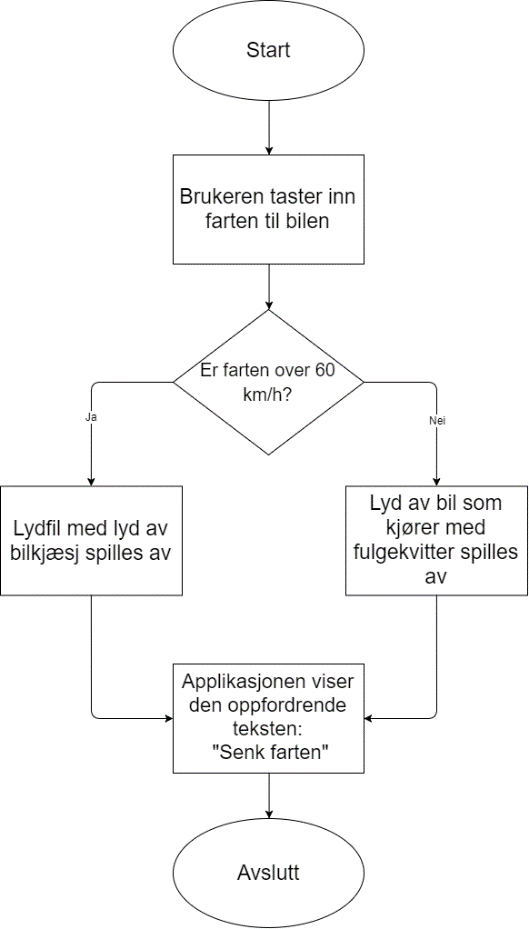 Start
Brukeren taster inn
farten til bilen
Er farten over 60
km/h?
Ja
Nei
Lydfil med lyd av
bilkjæsj spilles av
Lyd av bil som
kjører med
fulgekvitter spilles
av
Applikasjonen viser
den oppfordrende
teksten:
"Senk farten"
Avslutt